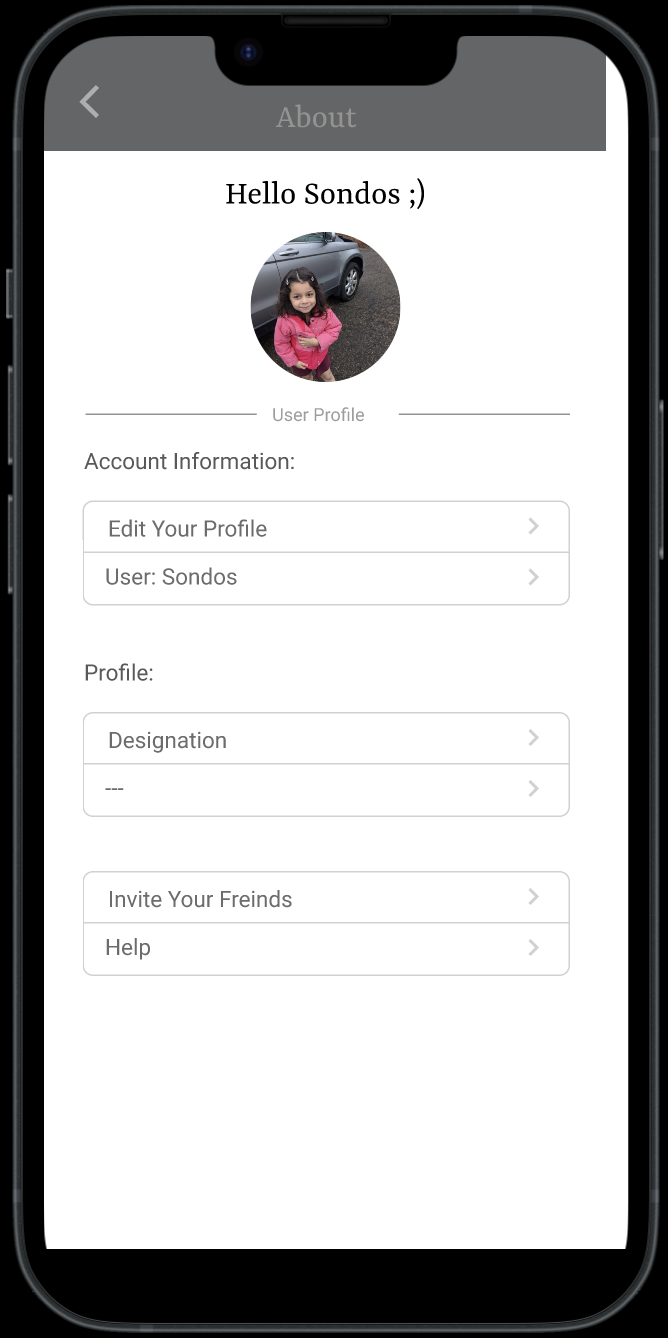 About
Hello Sondos ;)
User Profile
Account Information:
Edit Your Profile
User: Sondos
Profile:
Designation
---
Invite Your Freinds
Help